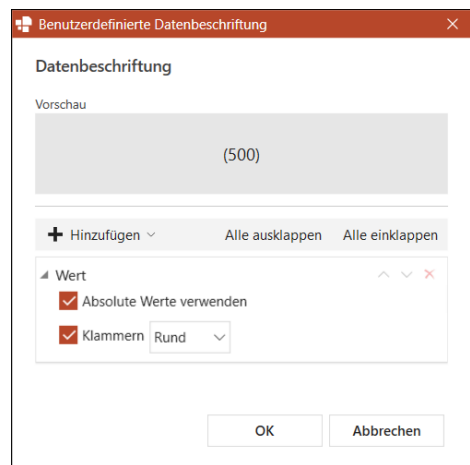 Benutzerdefinierte Datenbeschriftung
Datenbeschriftung
Vorschau
(500)
Hinzufügen Alle ausklappen Alle einklappen
Wert
Absolute Werte verwenden
Klammern Rund
OK Abbrechen